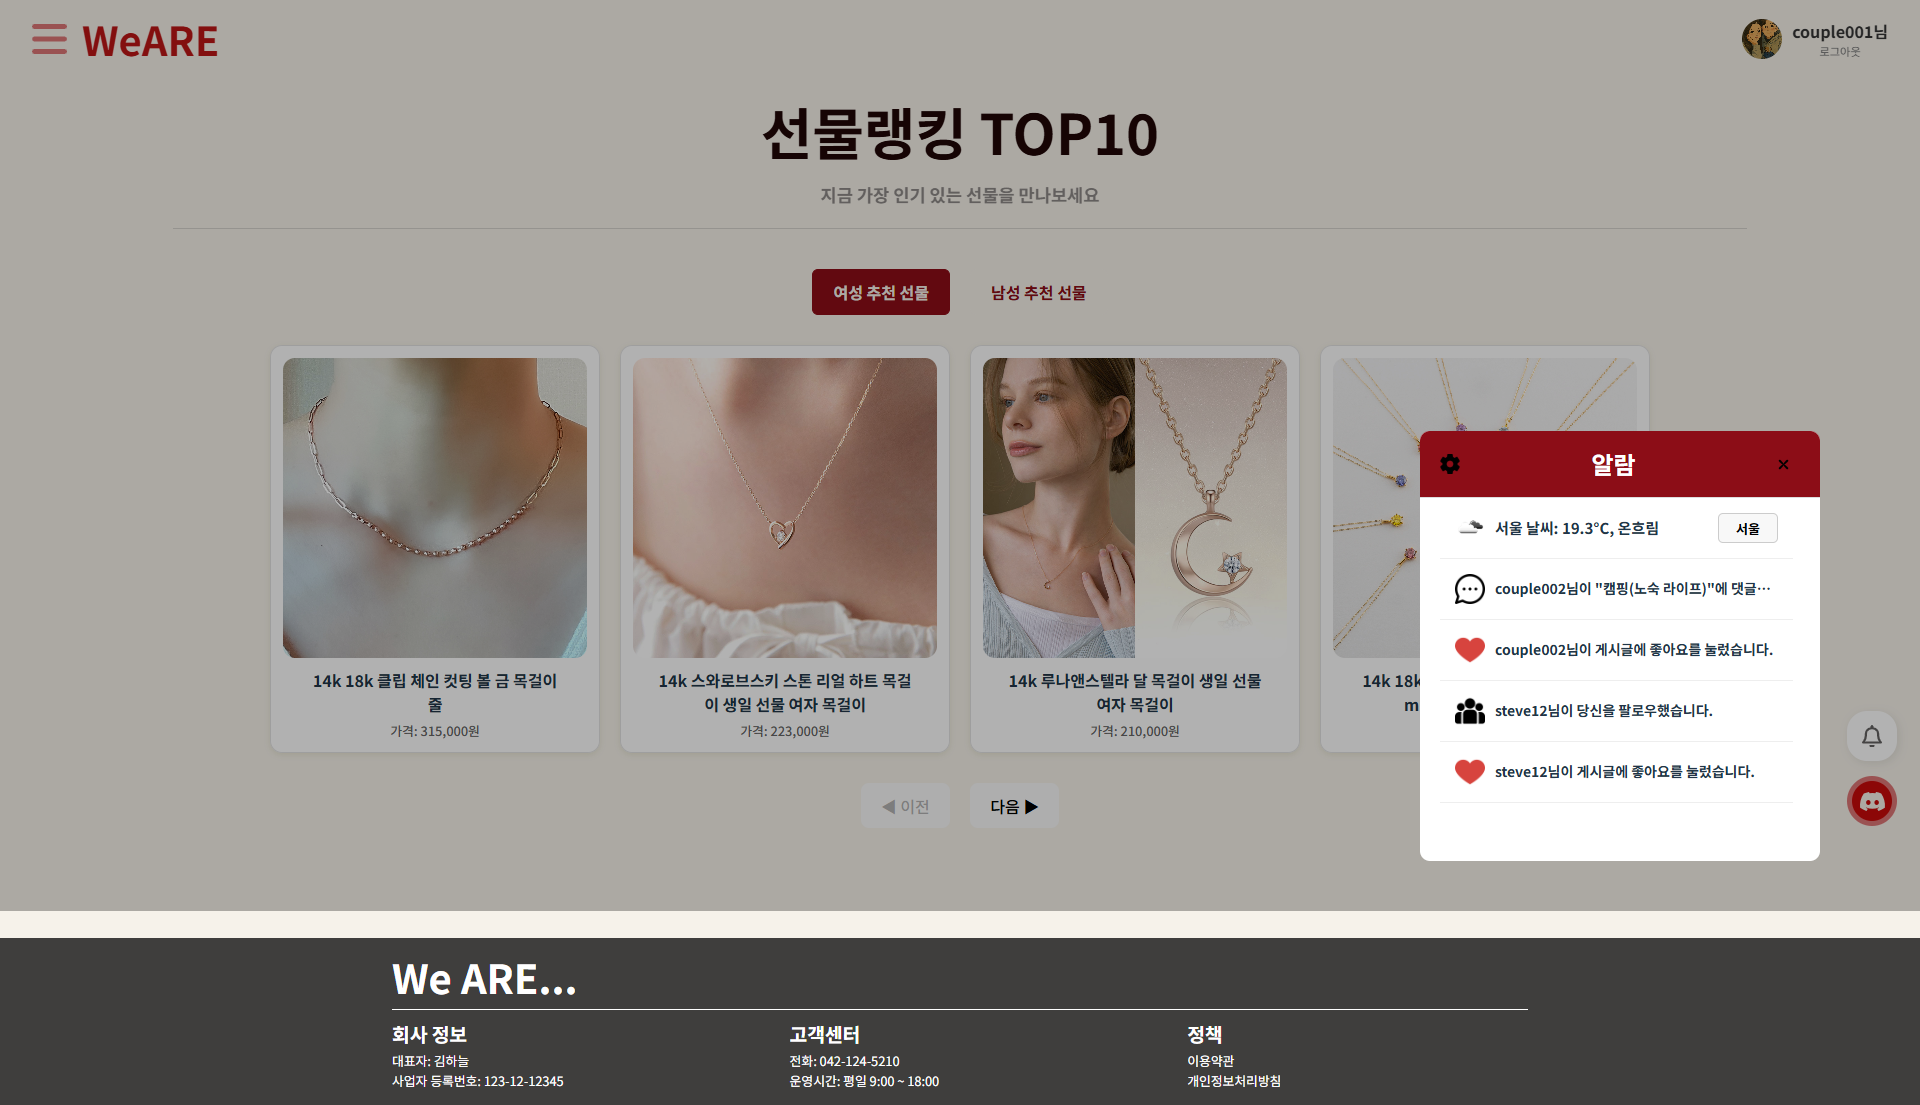 WeARE
couple001님
로그아웃
선물랭킹 TOP10
지금 가장 인기 있는 선물을 만나보세요
여성 추천 선물
남성 추천 선물
14k 18k 클립 체인 컷팅 볼 금 목걸이
줄
가격: 315,000원
14k 스와로브스키 스톤 리얼 하트 목걸
이 생일 선물 여자 목걸이
가격: 223,000원
14k 루나앤스텔라 달 목걸이 생일 선물
여자 목걸이
가격: 210,000원
14k 18k
m
◀ 이전
다음 ▶
알람
×
서울 날씨: 19.3°C, 온흐림
서울
couple002님이 "캠핑(노숙 라이프)"에 댓글…
couple002님이 게시글에 좋아요를 눌렀습니다.
steve12님이 당신을 팔로우했습니다.
steve12님이 게시글에 좋아요를 눌렀습니다.
We ARE...
회사 정보
대표자: 김하늘
사업자 등록번호: 123-12-12345
고객센터
전화: 042-124-5210
운영시간: 평일 9:00 ~ 18:00
정책
이용약관
개인정보처리방침